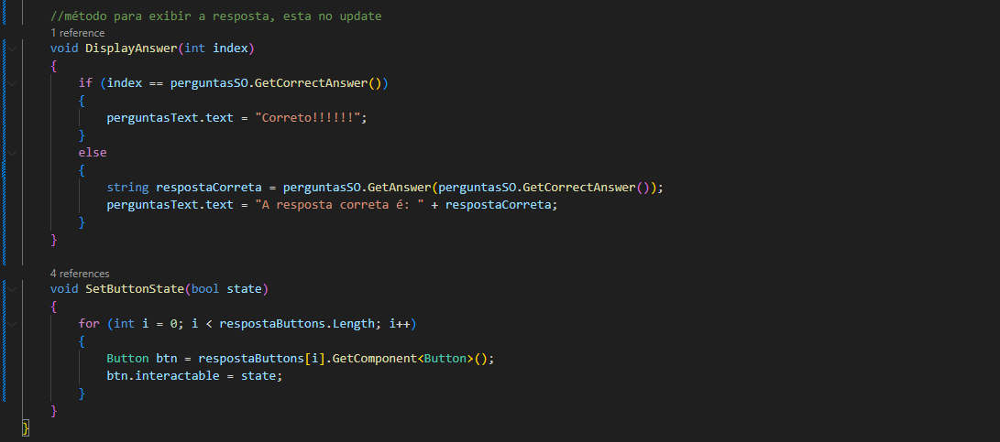 //método para exibir a resposta, esta no update
1 reference
void DisplayAnswer(int index)
{
if (index == perguntasSO.GetCorrectAnswer())
{
perguntasText.text = "Correto!!!!!!";
}
else
{
string respostaCorreta = perguntasSO.GetAnswer(perguntasSO.GetCorrectAnswer());
perguntasText.text = "A resposta correta é: " + respostaCorreta;
}
}
4 references
void SetButtonState(bool state)
{
for (int i = 0; i < respostaButtons.Length; i++)
{
Button btn = respostaButtons[i].GetComponent<Button>();
btn.interactable = state;
}
}
}